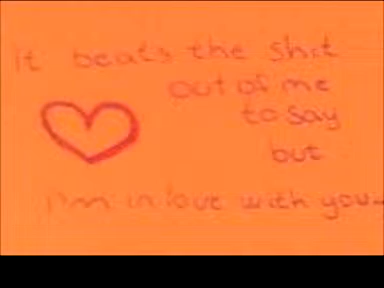 It beats the shit
out of me
to say
but
I'm in love with you